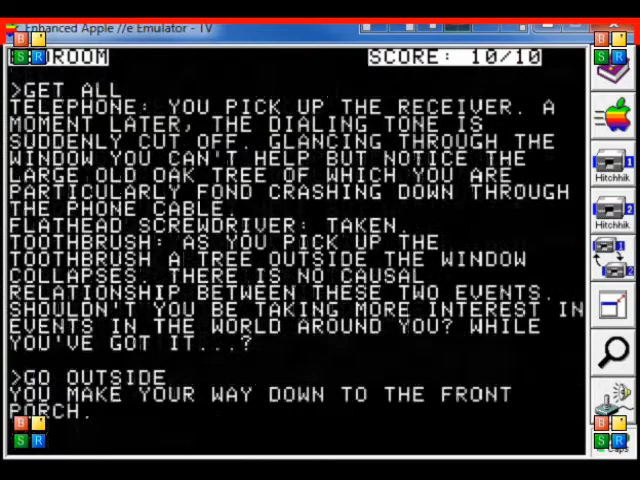 Enhanced Apple //e Emulator - TV
SCORE: 10/10
>GET ALL
TELEPHONE: YOU PICK UP THE RECEIVER. A
MOMENT LATER, THE DIALING TONE IS
SUDDENLY CUT OFF. GLANCING THROUGH THE
WINDOW YOU CAN'T HELP BUT NOTICE THE
LARGE OLD OAK TREE OF WHICH YOU ARE
PARTICULARLY FOND CRASHING DOWN THROUGH
THE PHONE CABLE.
FLATHEAD SCREWDRIVER: TAKEN.
TOOTHBRUSH: AS YOU PICK UP THE
TOOTHBRUSH A TREE OUTSIDE THE WINDOW
COLLAPSES. THERE IS NO CAUSAL
RELATIONSHIP BETWEEN THESE TWO EVENTS.
SHOULDN'T YOU BE TAKING MORE INTEREST IN
EVENTS IN THE WORLD AROUND YOU? WHILE
YOU'VE GOT IT...?
>GO OUTSIDE
YOU MAKE YOUR WAY DOWN TO THE FRONT
PORCH.
1
Hitchhik
2
Hitchhik
B
S R
B
S R
B
S R
B
S R